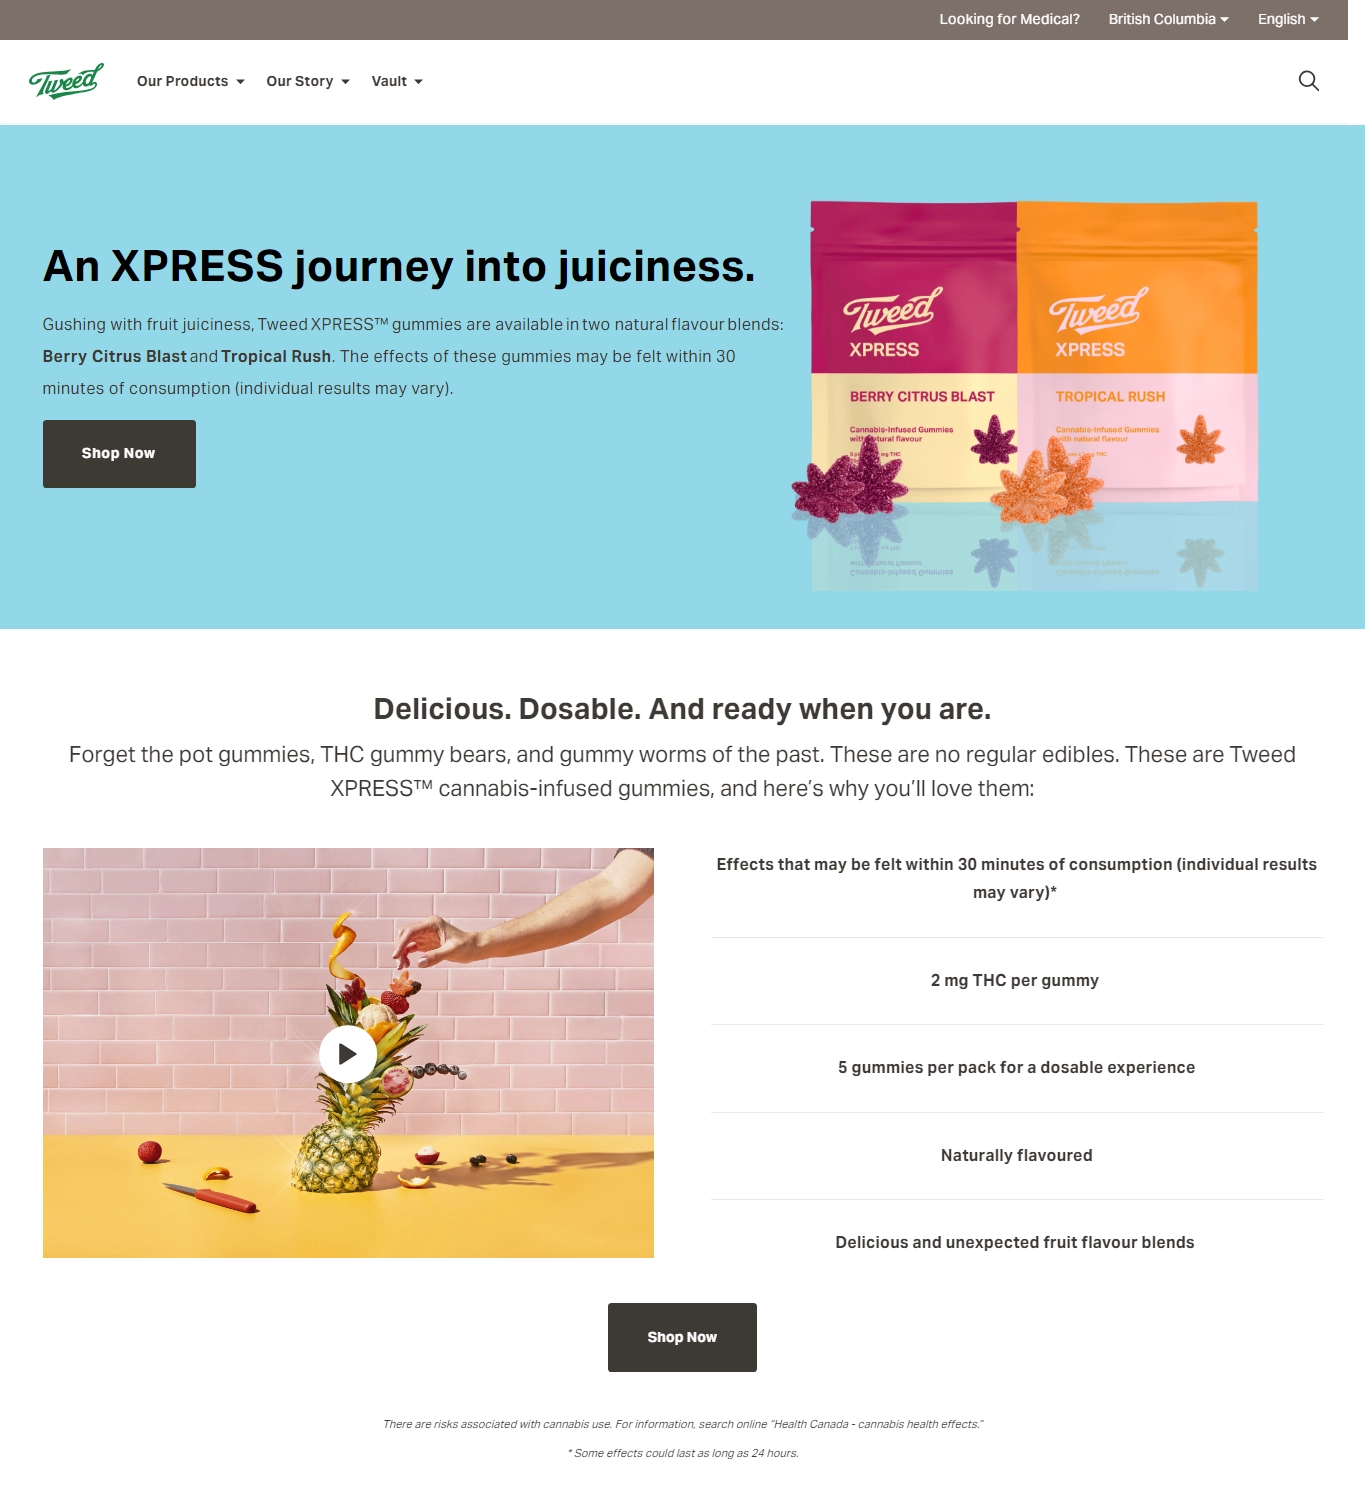 Looking for Medical? British Columbia English
Tweed Our Products Our Story Vault
An XPRESS journey into juiciness.
Gushing with fruit juiciness, Tweed XPRESS™ gummies are available in two natural flavour blends:
Berry Citrus Blast and Tropical Rush. The effects of these gummies may be felt within 30
minutes of consumption (individual results may vary).
Shop Now
Tweed
XPRESS
BERRY CITRUS BLAST
Cannabis-Infused Gummies
with natural flavour
Tweed
XPRESS
TROPICAL RUSH
Cannabis-Infused Gummies
with natural flavour
Delicious. Dosable. And ready when you are.
Forget the pot gummies, THC gummy bears, and gummy worms of the past. These are no regular edibles. These are Tweed
XPRESS™ cannabis-infused gummies, and here’s why you’ll love them:
Effects that may be felt within 30 minutes of consumption (individual results
may vary)*
2 mg THC per gummy
5 gummies per pack for a dosable experience
Naturally flavoured
Delicious and unexpected fruit flavour blends
Shop Now
There are risks associated with cannabis use. For information, search online “Health Canada - cannabis health effects.”
* Some effects could last as long as 24 hours.